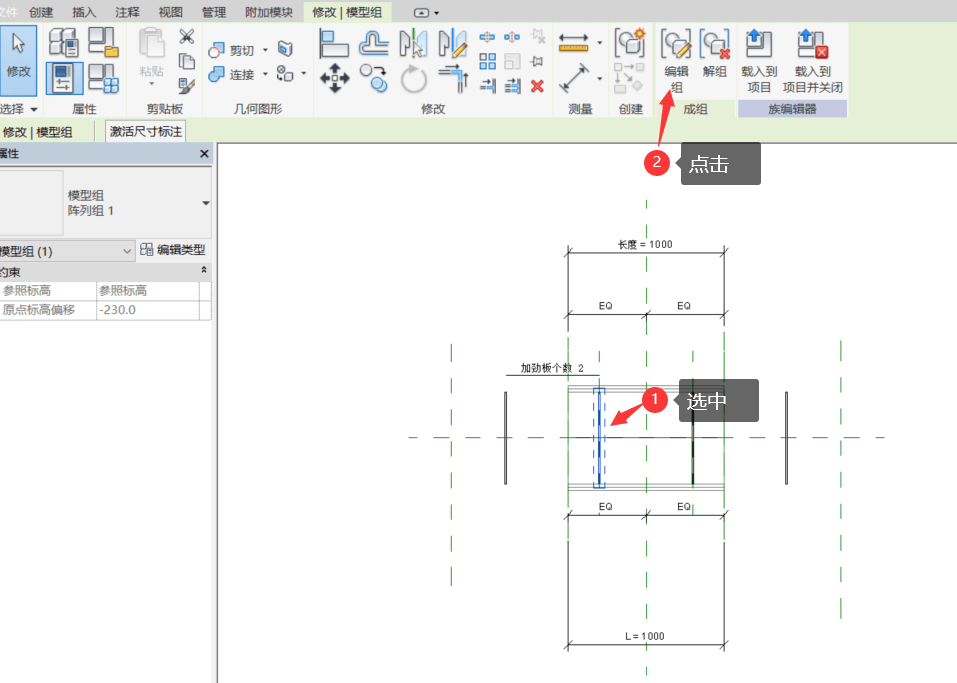 文件 创建 插入 注释 视图 管理 附加模块 修改 | 模型组
修改
粘贴
剪切
连接
编辑
组
解组
载入到
项目
载入到
项目并关闭
选择 属性 剪贴板 几何图形 修改 测量 创建 成组 族编辑器
修改 | 模型组 激活尺寸标注
属性
2 点击
模型组
阵列组 1
模型组 (1) 编辑类型
约束
参照标高 参照标高
原点标高偏移 -230.0
长度 = 1000
EQ EQ
加劲板个数 2
1 选中
EQ EQ
L = 1000